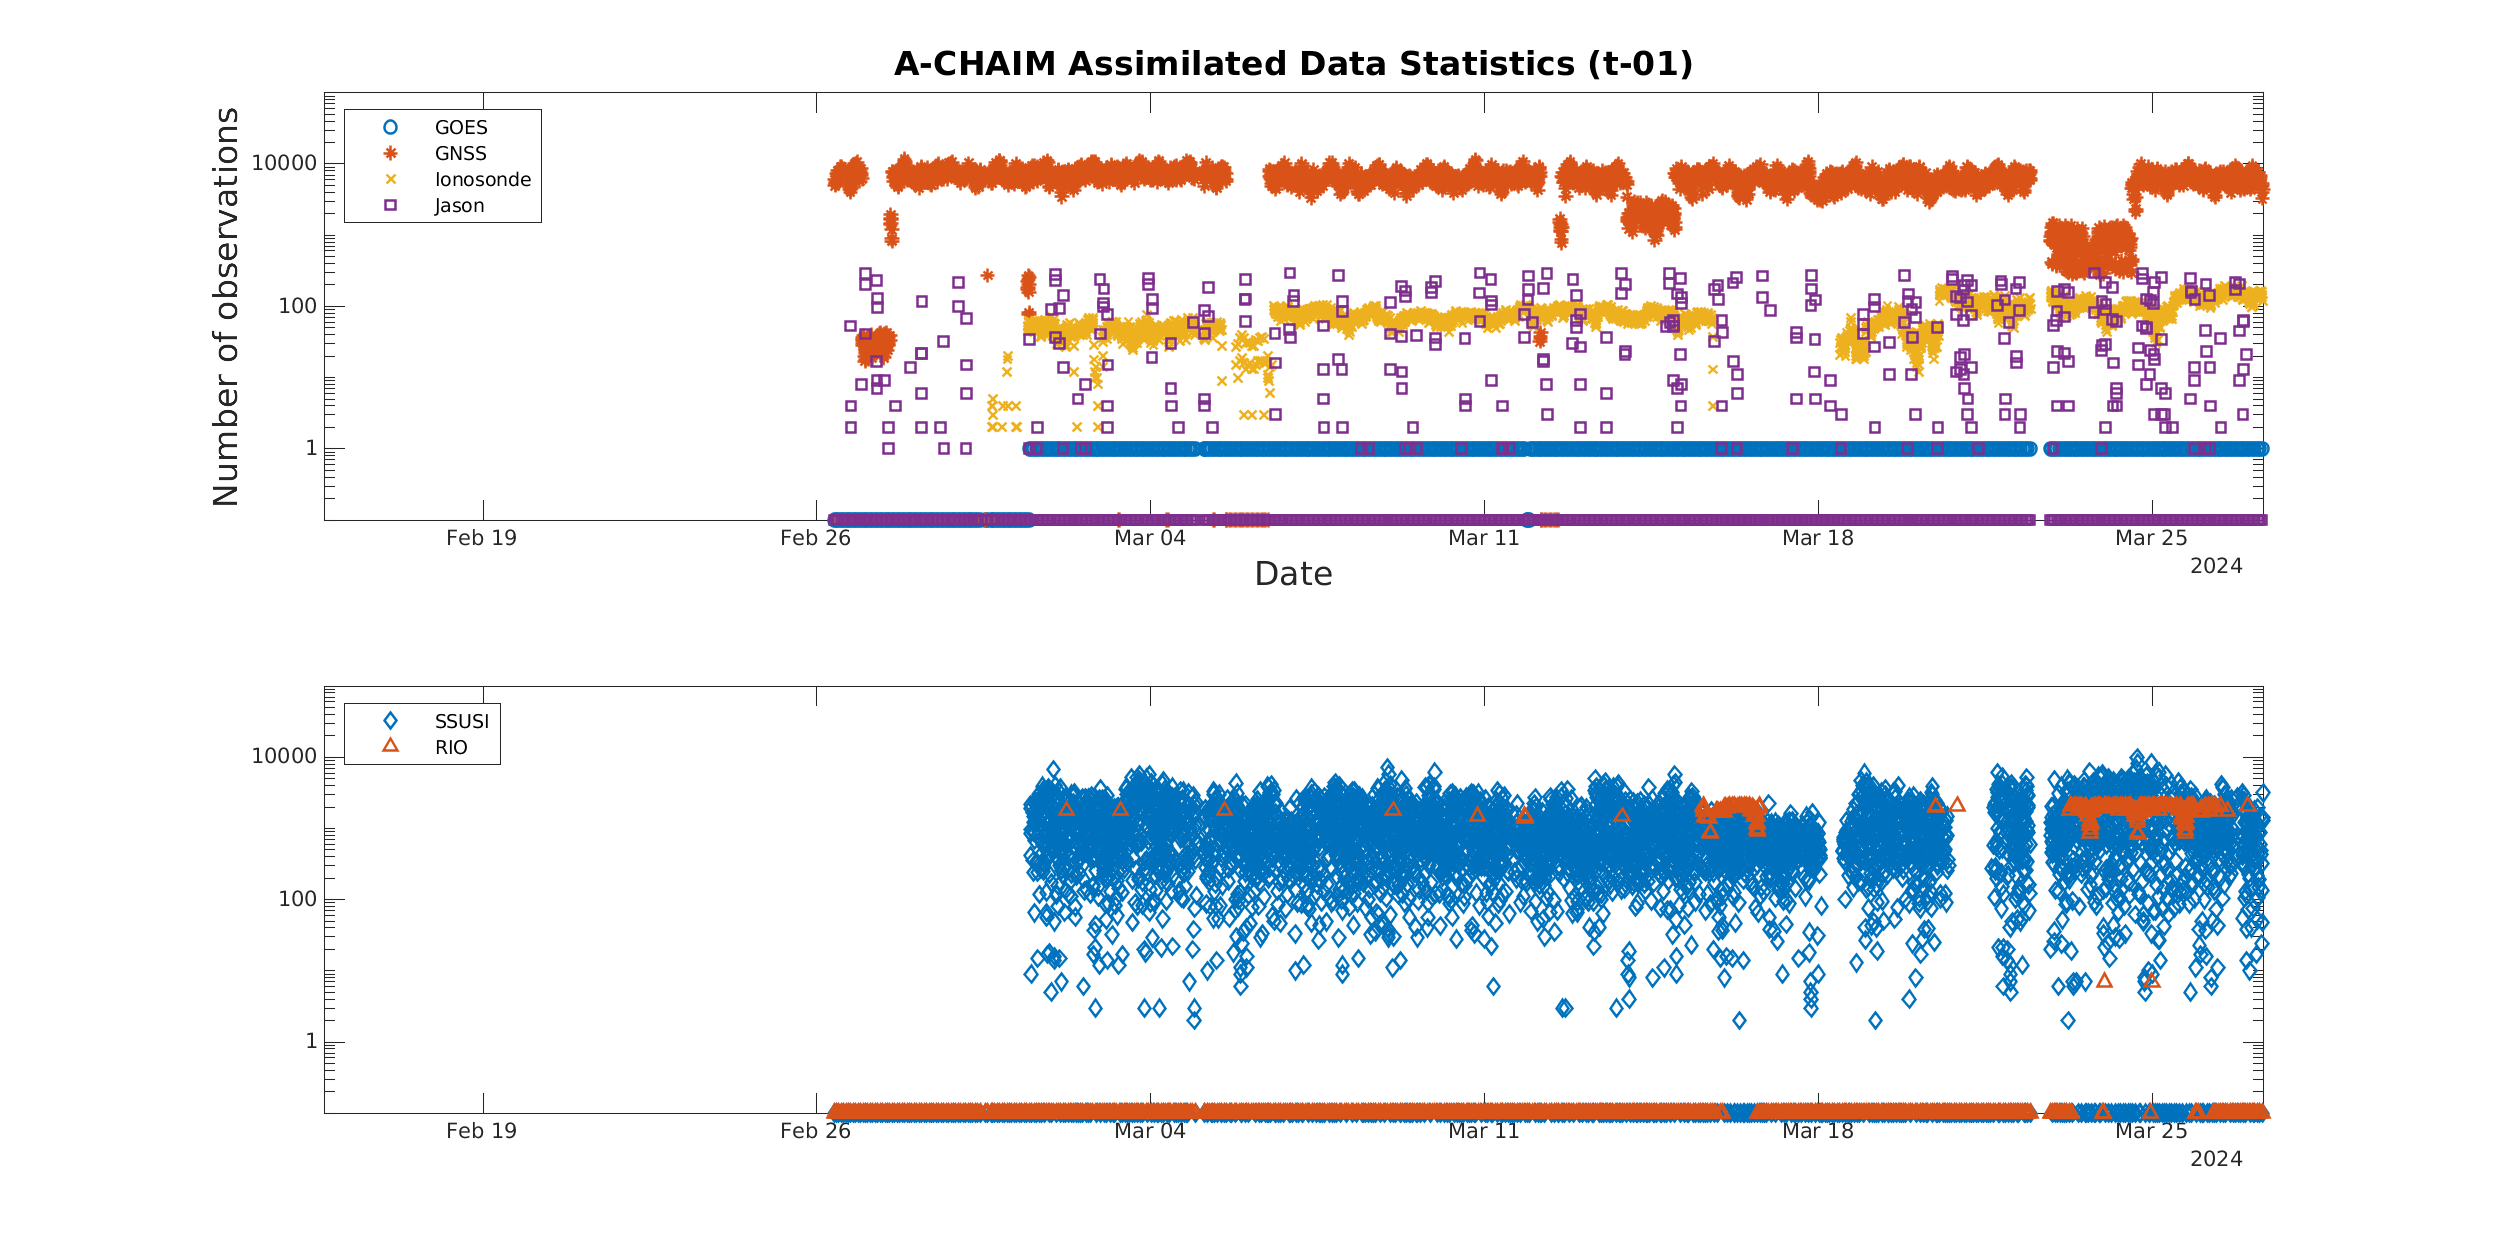 A-CHAIM Assimilated Data Statistics (t-01)
Number of observations
10000
100
1
GOES
GNSS
Ionosonde
Jason
Feb 19 Feb 26 Mar 04 Mar 11 Mar 18 Mar 25
2024
Date
10000
100
1
SSUSI
RIO
Feb 19 Feb 26 Mar 04 Mar 11 Mar 18 Mar 25
2024